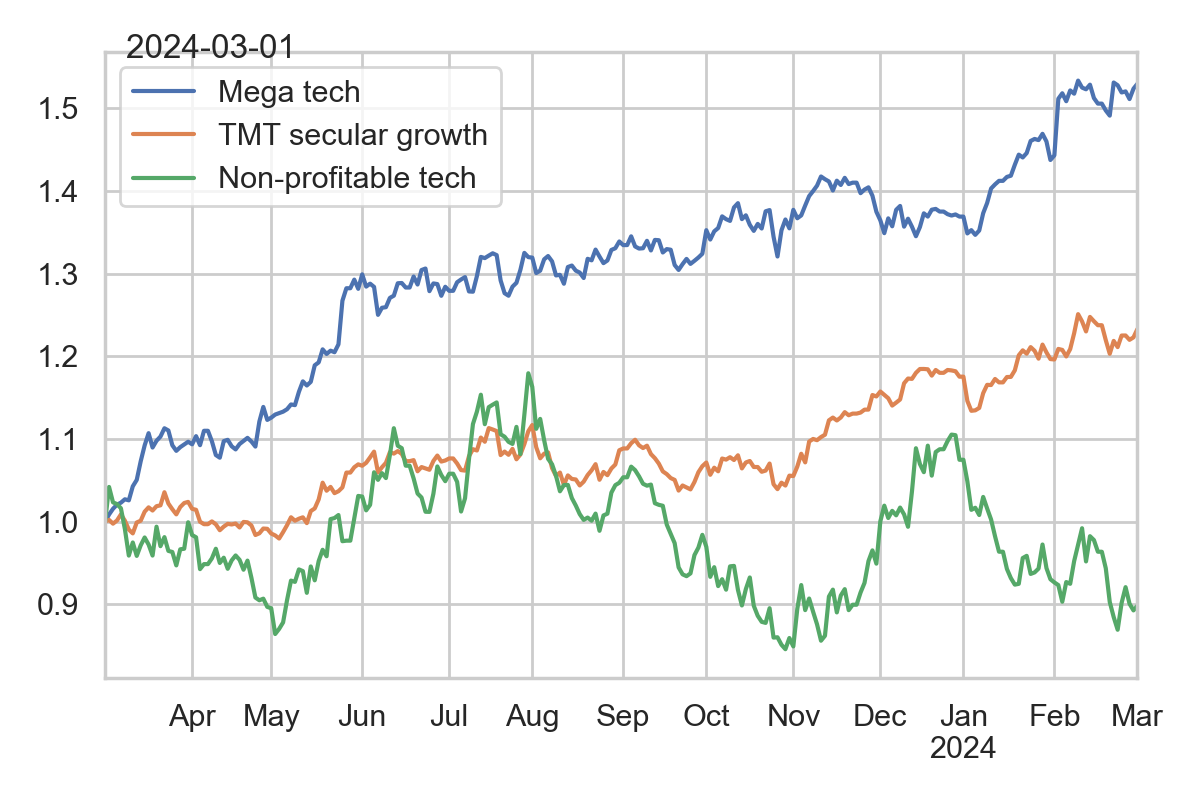 2024-03-01
Mega tech
TMT secular growth
Non-profitable tech
1.5
1.4
1.3
1.2
1.1
1.0
0.9
Apr May Jun Jul Aug Sep Oct Nov Dec Jan Feb Mar
2024